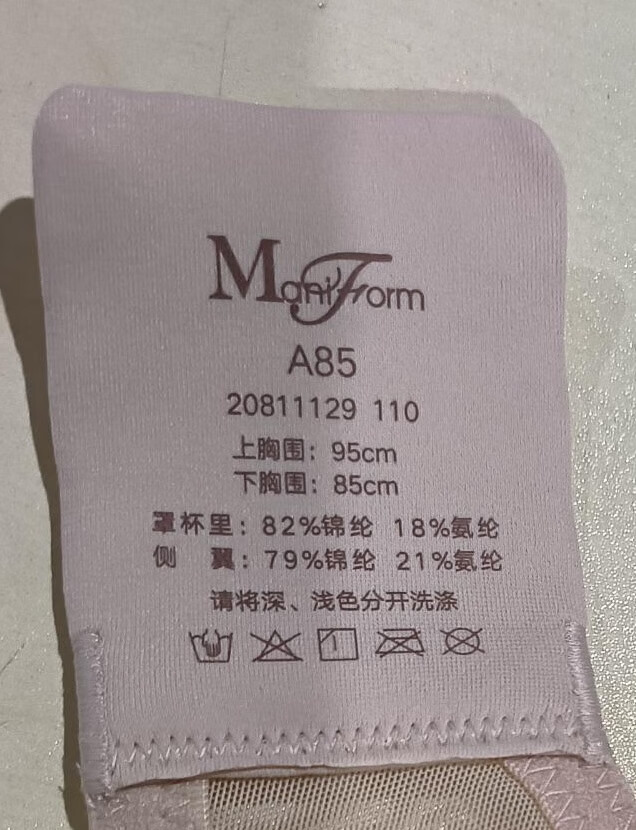 ManiForm
A85
20811129 110
上胸围：95cm
下胸围：85cm
罩杯里：82%锦纶 18%氨纶
侧 翼：79%锦纶 21%氨纶
请将深、浅色分开洗涤